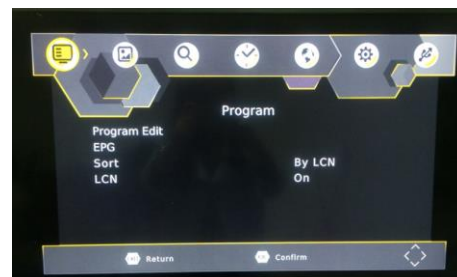 Program
Program Edit
EPG
Sort By LCN
LCN On
Return Confirm